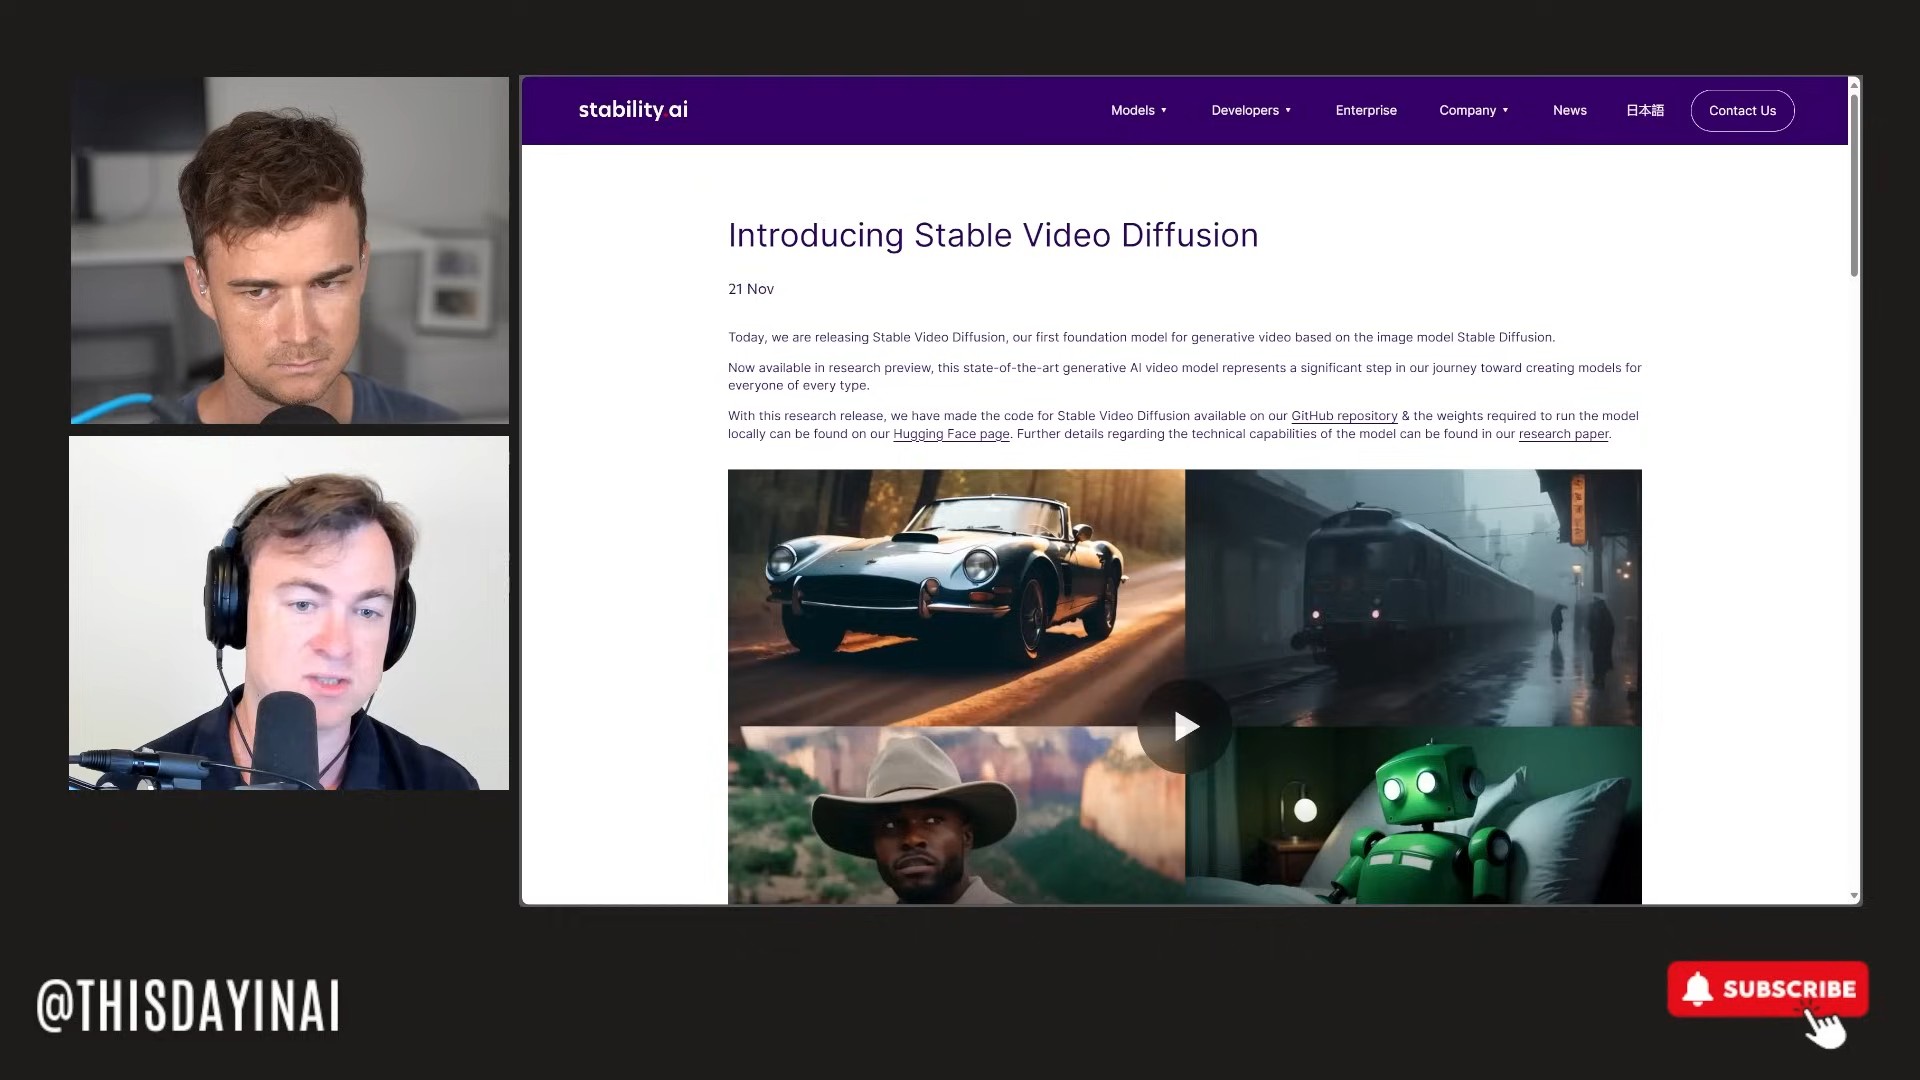 stability.ai
Models
Developers
Enterprise
Company
News
日本語
Contact Us
Introducing Stable Video Diffusion
21 Nov
Today, we are releasing Stable Video Diffusion, our first foundation model for generative video based on the image model Stable Diffusion.
Now available in research preview, this state-of-the-art generative AI video model represents a significant step in our journey toward creating models for
everyone of every type.
With this research release, we have made the code for Stable Video Diffusion available on our GitHub repository & the weights required to run the model
locally can be found on our Hugging Face page. Further details regarding the technical capabilities of the model can be found in our research paper.
@THISDAYINAI
SUBSCRIBE